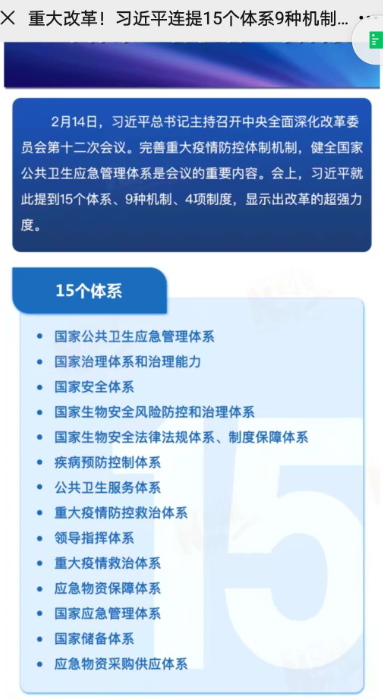 重大改革！习近平连提15个体系9种机制...
2月14日，习近平总书记主持召开中央全面深化改革委
员会第十二次会议。完善重大疫情防控体制机制，健全国家
公共卫生应急管理体系是会议的重要内容。会上，习近平就
此提到15个体系、9种机制、4项制度，显示出改革的超强力
度。
15个体系
15
• 国家公共卫生应急管理体系
• 国家治理体系和治理能力
• 国家安全体系
• 国家生物安全风险防控和治理体系
• 国家生物安全法律法规体系、制度保障体系
• 疾病预防控制体系
• 公共卫生服务体系
• 重大疫情防控救治体系
• 领导指挥体系
• 重大疫情救治体系
• 应急物资保障体系
• 国家应急管理体系
• 国家储备体系
• 应急物资采购供应体系